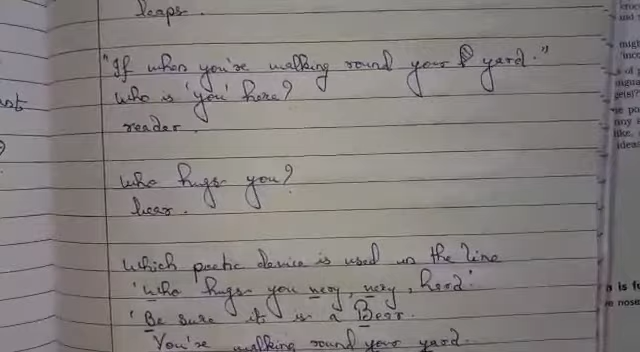 leaps.
"If when you're walking round your yard."
Who is 'you' here?
reader.
Who hugs you?
bear.
Which poetic device is used in the line
'Who hugs you very, very, hard'
'Be sure it is a Bear.
You're walking round your yard.